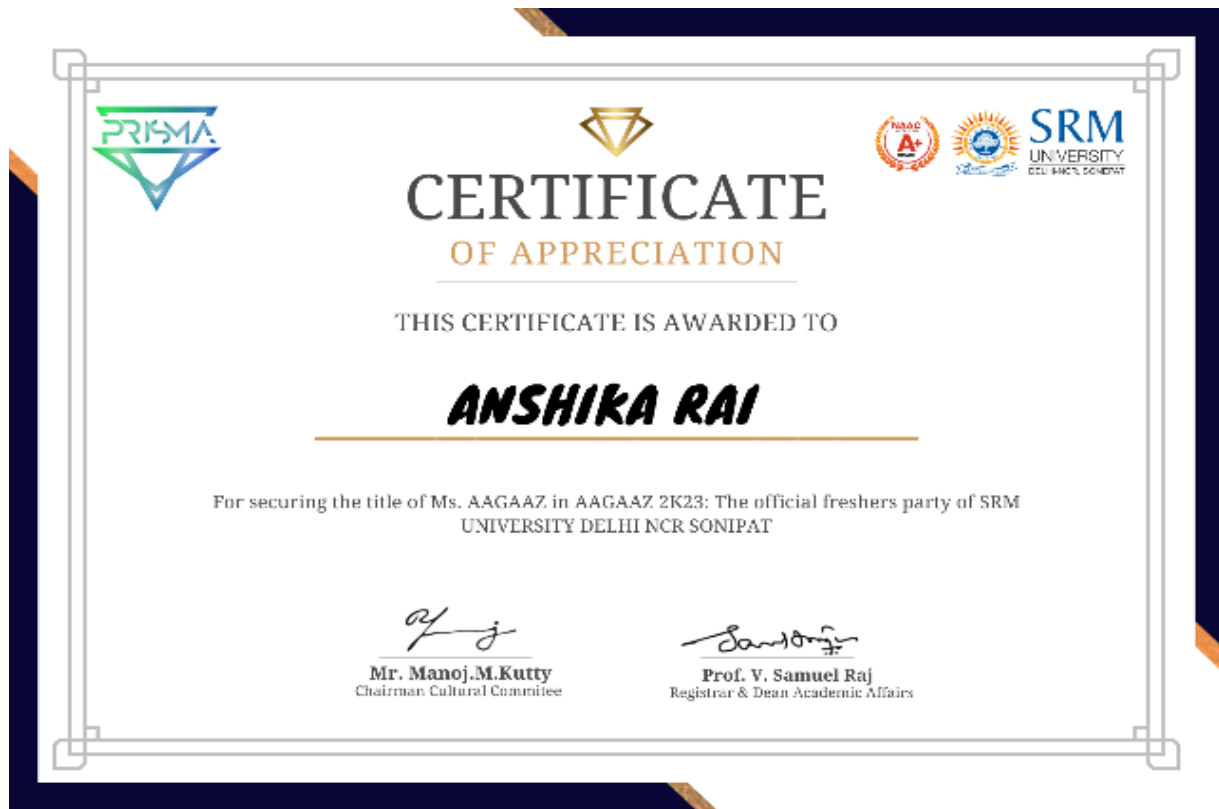 PRISMA
NAAC
A+
SRM
UNIVERSITY
DELHI-NCR, SONEPAT
CERTIFICATE
OF APPRECIATION
THIS CERTIFICATE IS AWARDED TO
ANSHIKA RAI
For securing the title of Ms. AAGAAZ in AAGAAZ 2K23: The official freshers party of SRM
UNIVERSITY DELHI NCR SONIPAT
Mr. Manoj.M.Kutty
Chairman Cultural Commitee
Prof. V. Samuel Raj
Registrar & Dean Academic Affairs